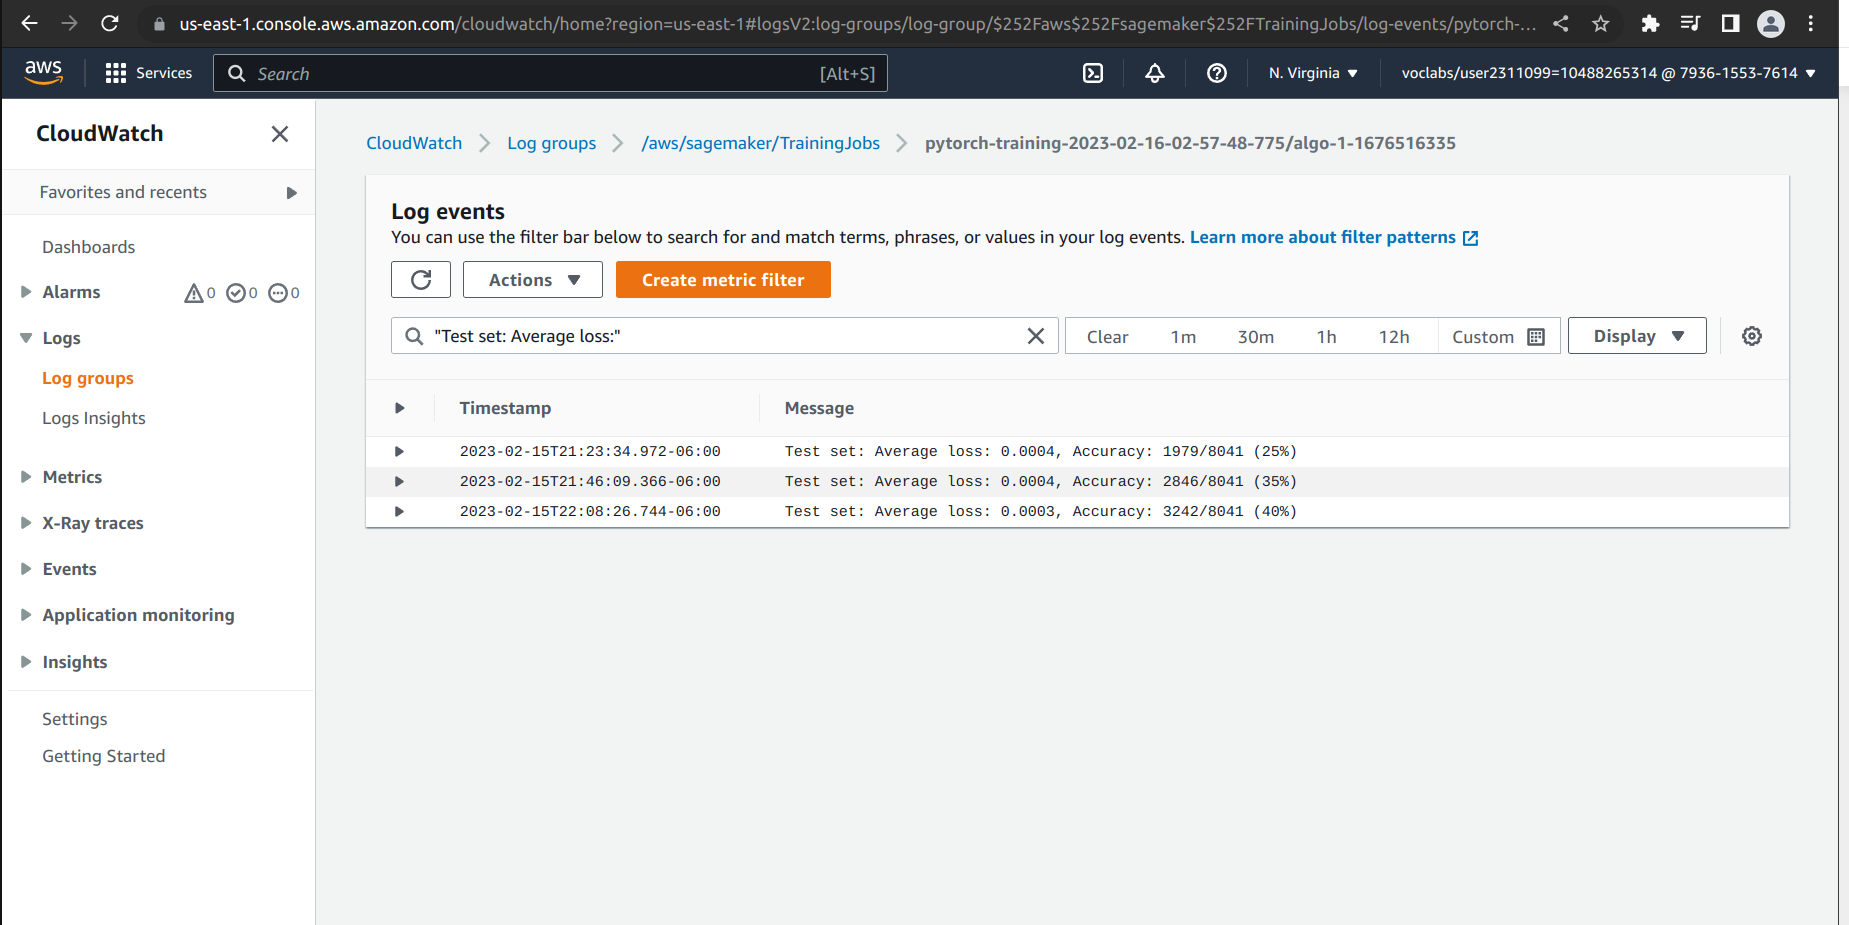 us-east-1.console.aws.amazon.com/cloudwatch/home?region=us-east-1#logsV2:log-groups/log-group/$252Faws$252Fsagemaker$252FTrainingJobs/log-events/pytorch-...
aws Services Search [Alt+S] N. Virginia voclabs/user2311099=10488265314 @ 7936-1553-7614
CloudWatch
Favorites and recents
Dashboards
Alarms 0 0 0
Logs
Log groups
Logs Insights
Metrics
X-Ray traces
Events
Application monitoring
Insights
Settings
Getting Started
CloudWatch Log groups /aws/sagemaker/TrainingJobs pytorch-training-2023-02-16-02-57-48-775/algo-1-1676516335
Log events
You can use the filter bar below to search for and match terms, phrases, or values in your log events. Learn more about filter patterns
Actions Create metric filter
"Test set: Average loss:" Clear 1m 30m 1h 12h Custom Display
Timestamp Message
2023-02-15T21:23:34.972-06:00 Test set: Average loss: 0.0004, Accuracy: 1979/8041 (25%)
2023-02-15T21:46:09.366-06:00 Test set: Average loss: 0.0004, Accuracy: 2846/8041 (35%)
2023-02-15T22:08:26.744-06:00 Test set: Average loss: 0.0003, Accuracy: 3242/8041 (40%)